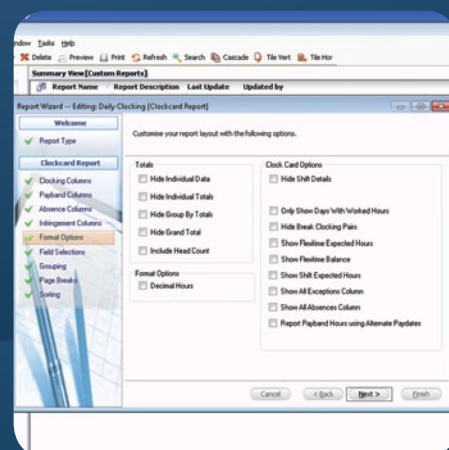 ndow Tasks Help
Delete Preview Print Refresh Search Cascade Tile Vert Tile Hor
Summary View[Custom Reports]
Report Name / Report Description Last Update Updated by
Report Wizard -- Editing: Daily Clocking [Clockcard Report]
Welcome
Report Type
Clockcard Report
Clocking Columns
Payband Columns
Absence Columns
Infringement Columns
Format Options
Field Selections
Grouping
Page Breaks
Sorting
Customise your report layout with the following options.
Totals
Hide Individual Data
Hide Individual Totals
Hide Group By Totals
Hide Grand Total
Include Head Count
Format Options
Decimal Hours
Clock Card Options
Hide Shift Details
Only Show Days With Worked Hours
Hide Break Clocking Pairs
Show Flexitime Expected Hours
Show Flexitime Balance
Show Shift Expected Hours
Show All Exceptions Column
Show All Absences Column
Report Payband Hours using Alternate Paydates
Cancel < Back Next > Finish